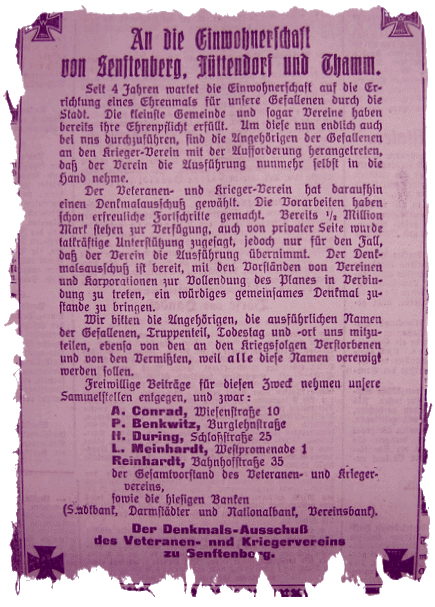 An die Einwohnerschaft
von Senftenberg, Jüttendorf und Thamm.
Seit 4 Jahren wartet die Einwohnerschaft auf die Er-
richtung eines Ehrenmals für unsere Gefallenen durch die
Stadt. Die kleinste Gemeinde und sogar Vereine haben
bereits ihre Ehrenpflicht erfüllt. Um diese nun endlich auch
bei uns durchzuführen, sind die Angehörigen der Gefallenen
an den Krieger-Verein mit der Aufforderung herangetreten,
daß der Verein die Ausführung nunmehr selbst in die
Hand nehme.
Der Veteranen- und Krieger-Verein hat daraufhin
einen Denkmalausschuß gewählt. Die Vorarbeiten haben
schon erfreuliche Fortschritte gemacht. Bereits ½ Million
Mark stehen zur Verfügung, auch von privater Seite wurde
tatkräftige Unterstützung zugesagt, jedoch nur für den Fall,
daß der Verein die Ausführung übernimmt. Der Denk-
malsausschuß ist bereit, mit den Vorständen von Vereinen
und Korporationen zur Vollendung des Planes in Verbin-
dung zu treten, ein würdiges gemeinsames Denkmal zu-
stande zu bringen.
Wir bitten die Angehörigen, die ausführlichen Namen
der Gefallenen, Truppenteil, Todestag und -ort uns mitzu-
teilen, ebenso von den an den Kriegsfolgen Verstorbenen
und von den Vermißten, weil alle diese Namen verewigt
werden sollen.
Freiwillige Beiträge für diesen Zweck nehmen unsere
Sammelstellen entgegen, und zwar:
A. Conrad, Wiesenstraße 10
P. Benkwitz, Burglehnstraße
H. During, Schloßstraße 25
L. Meinhardt, Westpromenade 1
Reinhardt, Bahnhofstraße 35
der Gesamtvorstand des Veteranen- und Krieger-
vereins,
sowie die hiesigen Banken
(Stadtbank, Darmstädter und Nationalbank, Vereinsbank).
Der Denkmals-Ausschuß
des Veteranen- nnd Kriegervereins
zu Senftenberg.